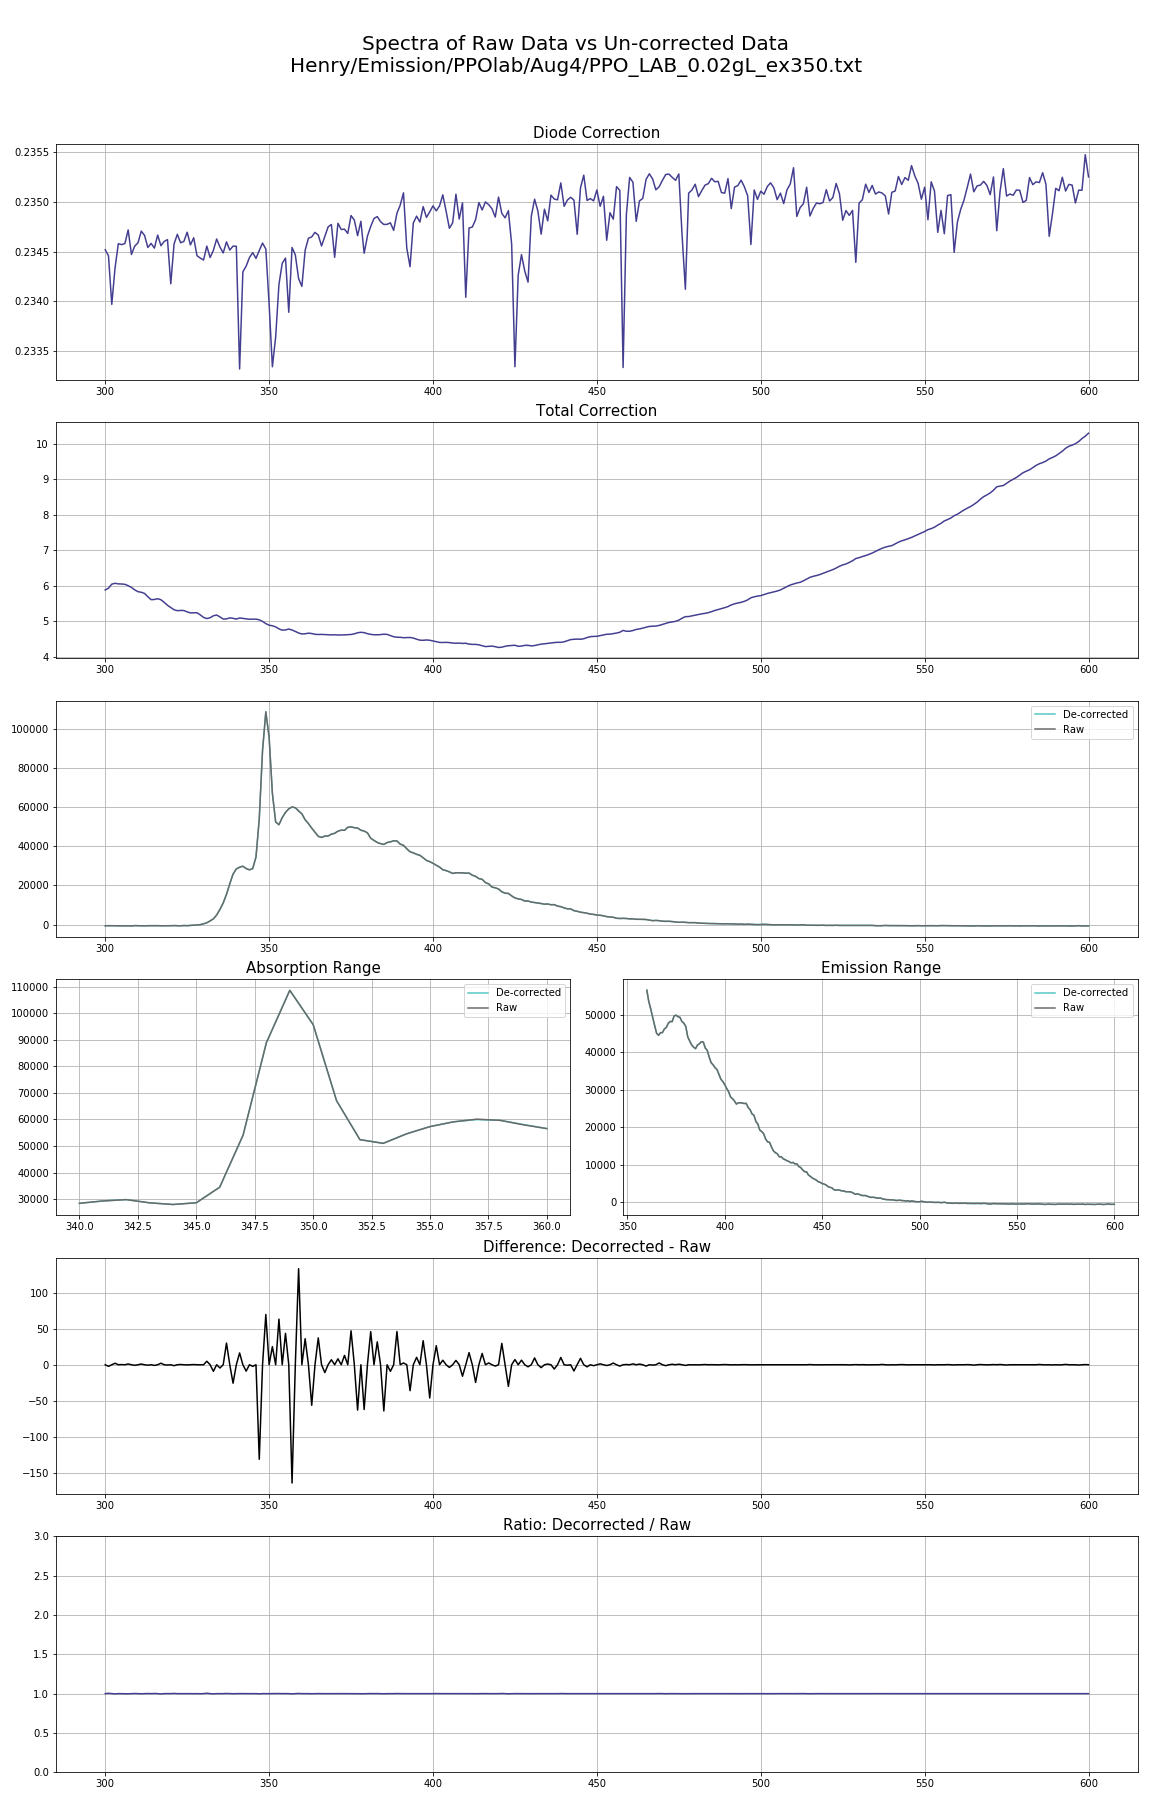 Spectra of Raw Data vs Un-corrected Data
Henry/Emission/PPOlab/Aug4/PPO_LAB_0.02gL_ex350.txt
Diode Correction
0.2355
0.2350
0.2345
0.2340
0.2335
300 350 400 450 500 550 600
Total Correction
10
9
8
7
6
5
4
300 350 400 450 500 550 600
De-corrected
Raw
100000
80000
60000
40000
20000
0
300 350 400 450 500 550 600
Absorption Range
De-corrected
Raw
110000
100000
90000
80000
70000
60000
50000
40000
30000
340.0 342.5 345.0 347.5 350.0 352.5 355.0 357.5 360.0
Emission Range
De-corrected
Raw
50000
40000
30000
20000
10000
0
350 400 450 500 550 600
Difference: Decorrected - Raw
100
50
0
−50
−100
−150
300 350 400 450 500 550 600
Ratio: Decorrected / Raw
3.0
2.5
2.0
1.5
1.0
0.5
0.0
300 350 400 450 500 550 600